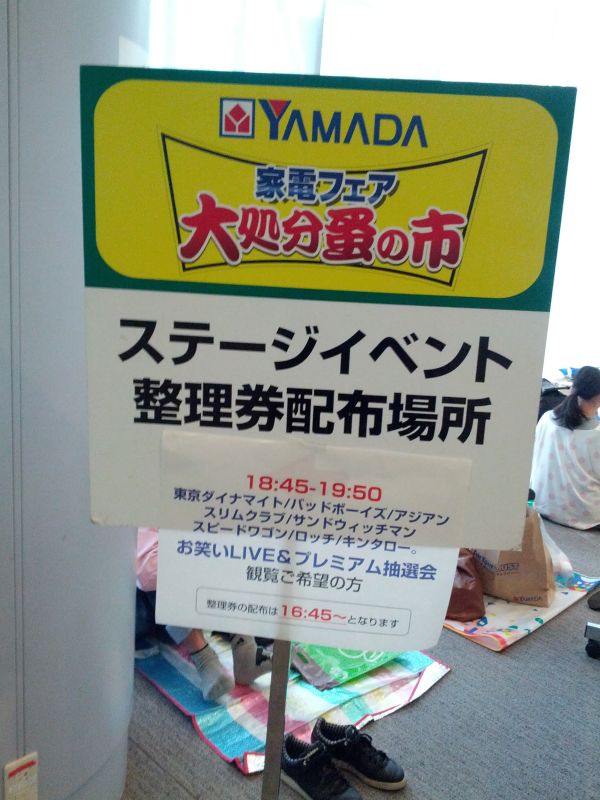 YAMADA
家電フェア
大処分蚤の市
ステージイベント
整理券配布場所
18:45-19:50
東京ダイナマイト/バッドボーイズ/アジアン
スリムクラブ/サンドウィッチマン
スピードワゴン/ロッチ/キンタロー。
お笑いLIVE&プレミアム抽選会
観覧ご希望の方
整理券の配布は16:45～となります